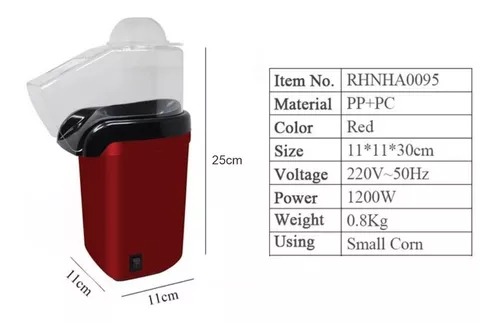 25cm
11cm
11cm
Item No. RHNHA0095
Material PP+PC
Color Red
Size 11*11*30cm
Voltage 220V~50Hz
Power 1200W
Weight 0.8Kg
Using Small Corn